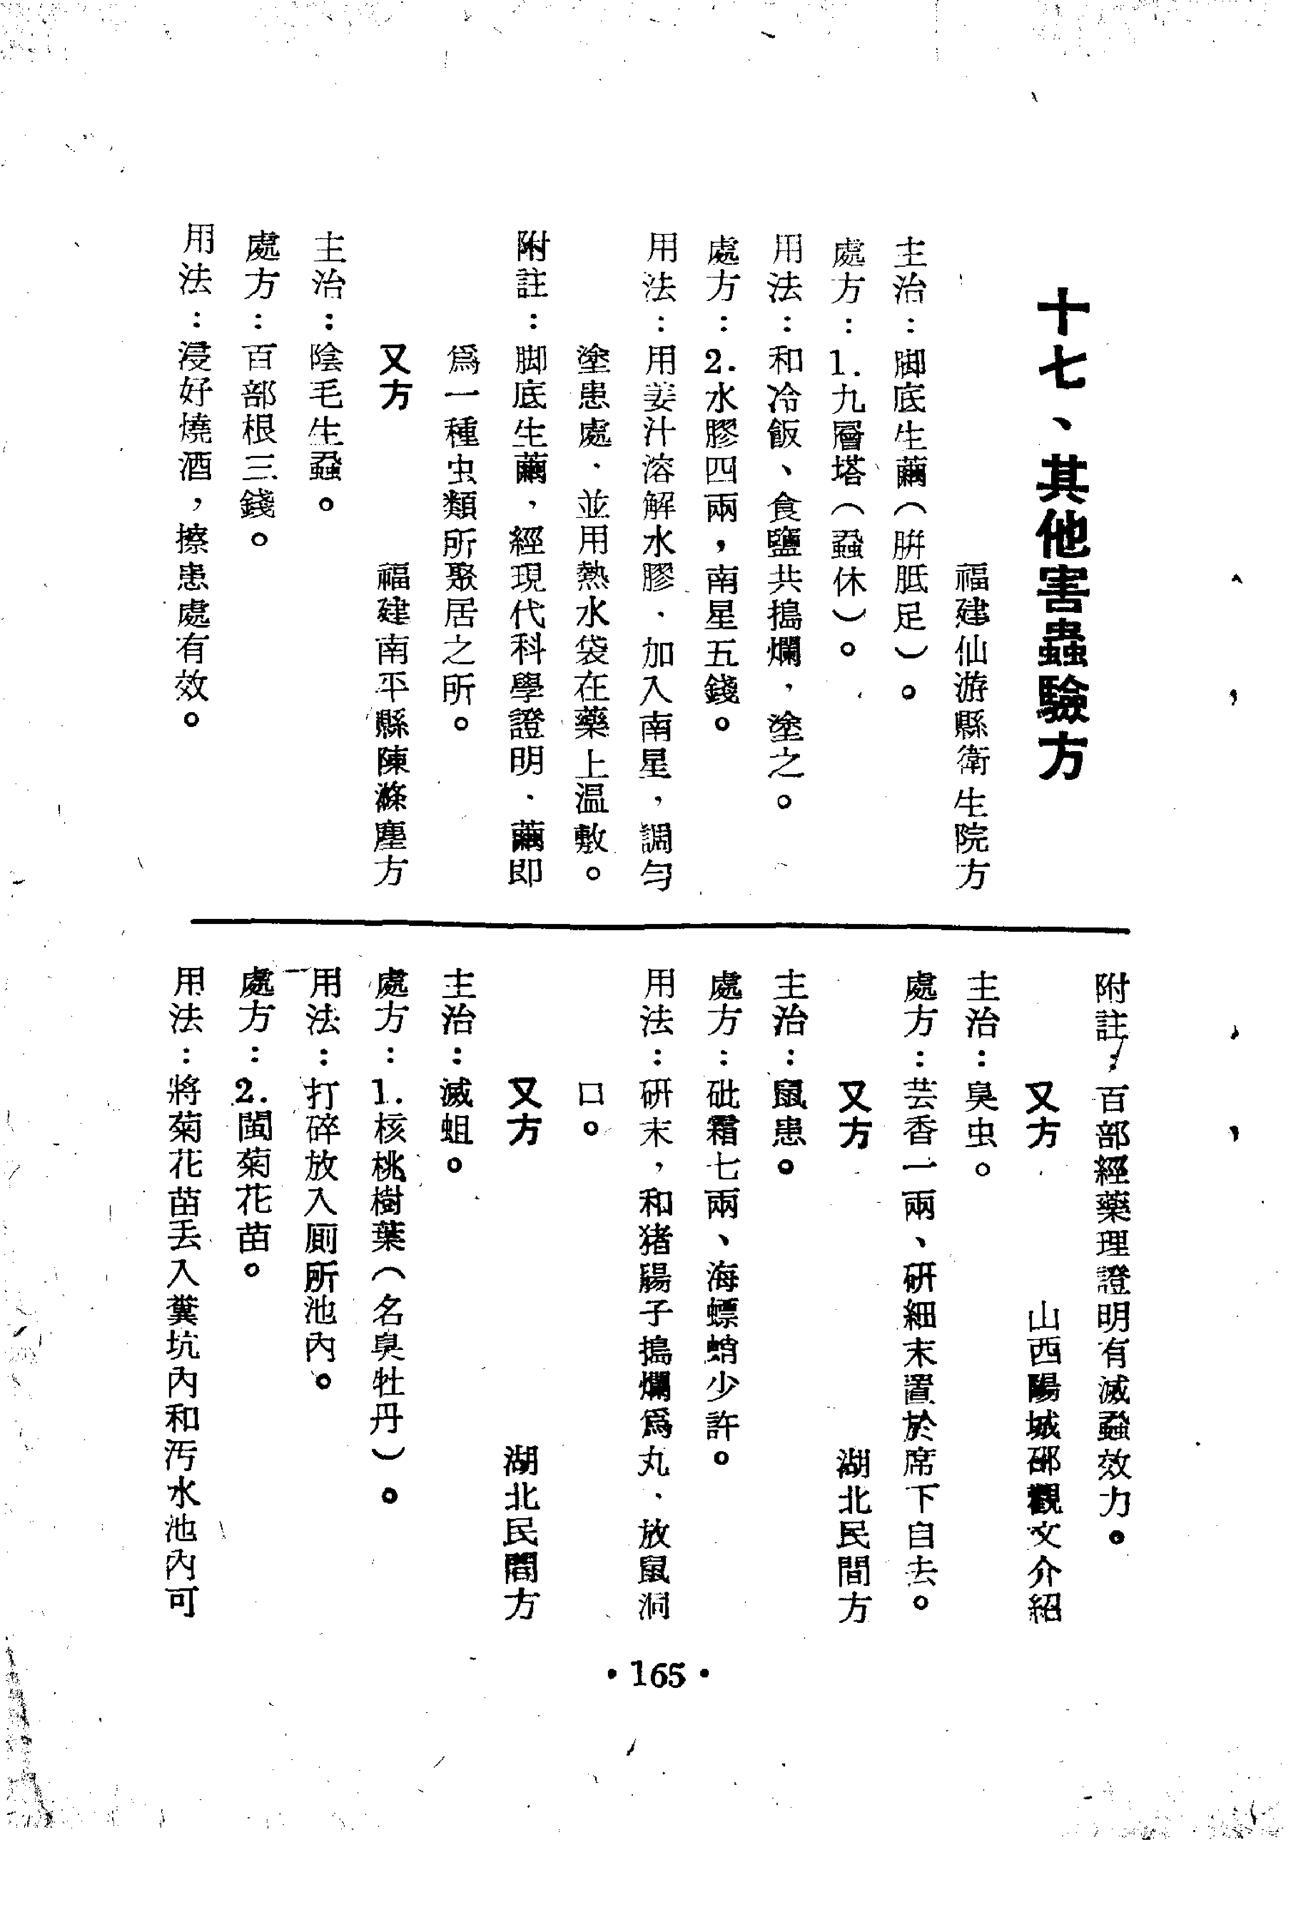 十七、其他害蟲驗方
福建仙游縣衛生院方
主治：脚底生繭（胼胝足）。
處方：1.九層塔（蝨休）。
用法：和冷飯、食鹽共搗爛，塗之。
處方：2.水膠四兩，南星五錢。
用法：用姜汁溶解水膠，加入南星，調勻
塗患處，並用熱水袋在藥上温敷。
附註：脚底生繭，經現代科學證明，繭即
爲一種虫類所聚居之所。
又方　福建南平縣陳滌塵方
主治：陰毛生蝨。
處方：百部根三錢。
用法：浸好燒酒，擦患處有效。
附註：百部經藥理證明有滅蝨效力。
又方　山西陽城邵觀文介紹
主治：臭虫。
處方：芸香一兩、研細末置於席下自去。
又方　湖北民間方
主治：鼠患。
處方：砒霜七兩、海螵蛸少許。
用法：研末，和猪腸子搗爛爲丸，放鼠洞
口。
又方　湖北民間方
主治：滅蛆。
處方：1.核桃樹葉（名臭牡丹）。
用法：打碎放入厠所池內。
處方：2.閩菊花苗。
用法：將菊花苗丢入糞坑內和汚水池內可
·165·